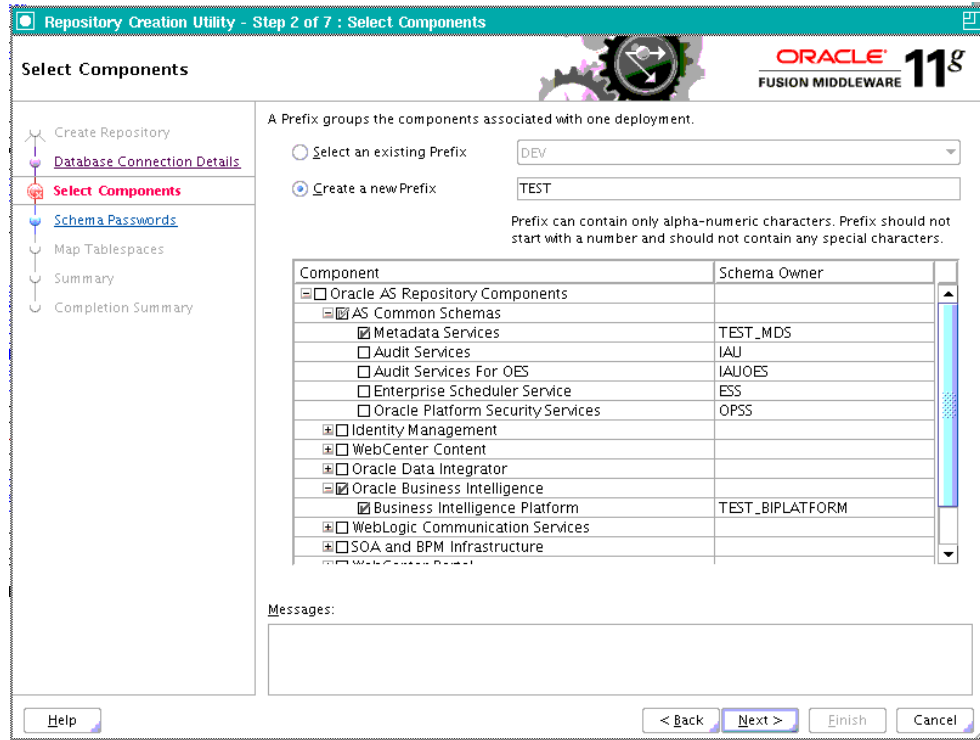 Repository Creation Utility - Step 2 of 7 : Select Components
Select Components
ORACLE
FUSION MIDDLEWARE
11g
Create Repository
Database Connection Details
Select Components
Schema Passwords
Map Tablespaces
Summary
Completion Summary
A Prefix groups the components associated with one deployment.
Select an existing Prefix DEV
Create a new Prefix TEST
Prefix can contain only alpha-numeric characters. Prefix should not
start with a number and should not contain any special characters.
Component Schema Owner
Oracle AS Repository Components
AS Common Schemas
Metadata Services TEST_MDS
Audit Services IAU
Audit Services For OES IAUOES
Enterprise Scheduler Service ESS
Oracle Platform Security Services OPSS
Identity Management
WebCenter Content
Oracle Data Integrator
Oracle Business Intelligence
Business Intelligence Platform TEST_BIPLATFORM
WebLogic Communication Services
SOA and BPM Infrastructure
WebCenter Portal
Messages:
Help < Back Next > Finish Cancel